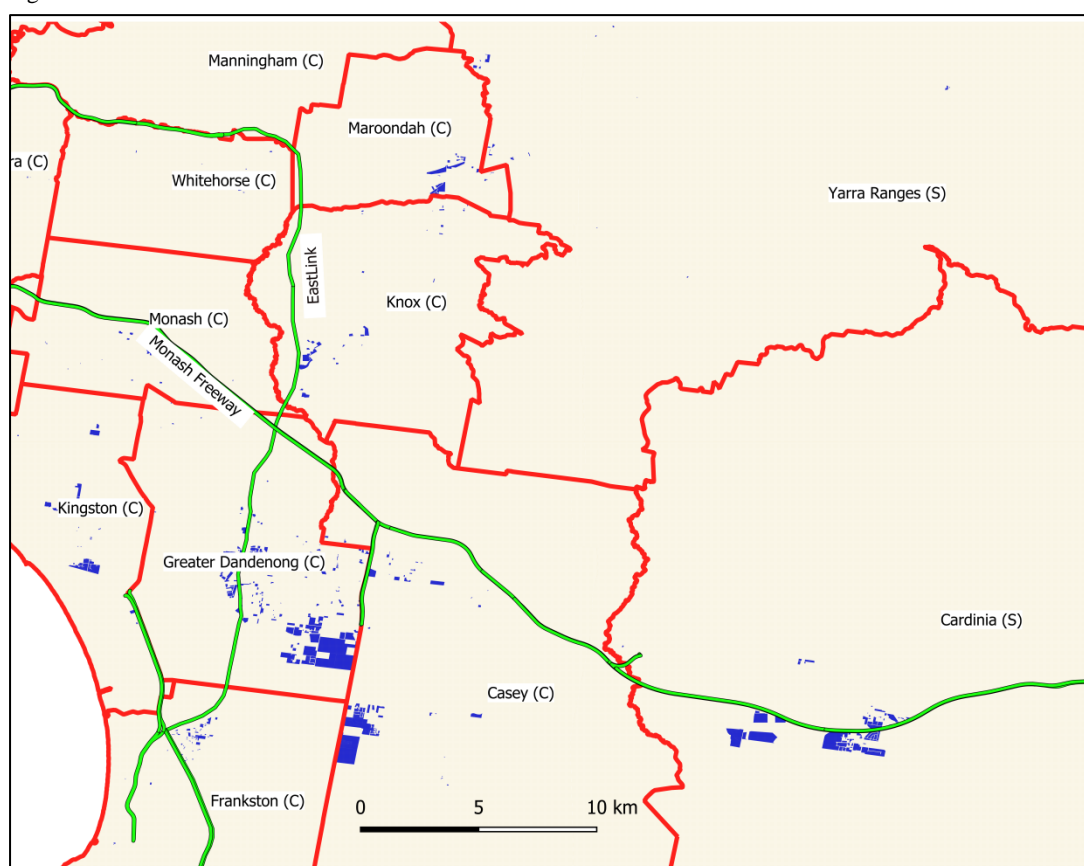 Manningham (C)
Maroondah (C)
ra (C)
Whitehorse (C)
Yarra Ranges (S)
EastLink
Knox (C)
Monash (C)
Monash Freeway
Kingston (C)
Greater Dandenong (C)
Cardinia (S)
Casey (C)
Frankston (C)
0 5 10 km